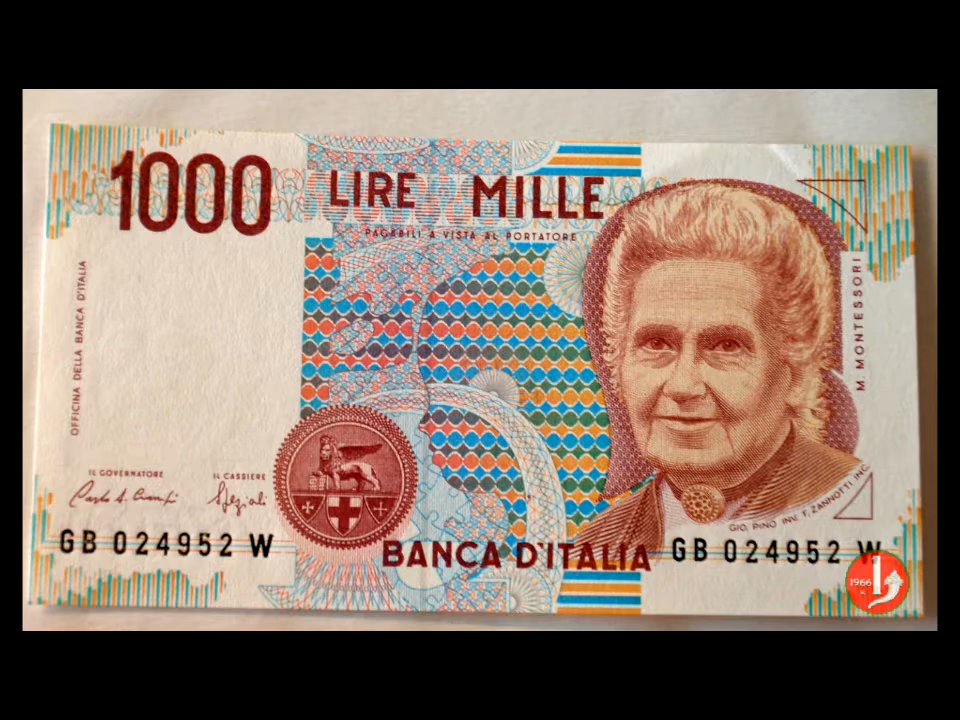 1000
LIRE MILLE
PAGABILI A VISTA AL PORTATORE
OFFICINA DELLA BANCA D'ITALIA
M. MONTESSORI
IL GOVERNATORE
IL CASSIERE
GIO. PINO INV. F. ZANNOTTI INC.
GB 024952 W
BANCA D'ITALIA
GB 024952 W
1966